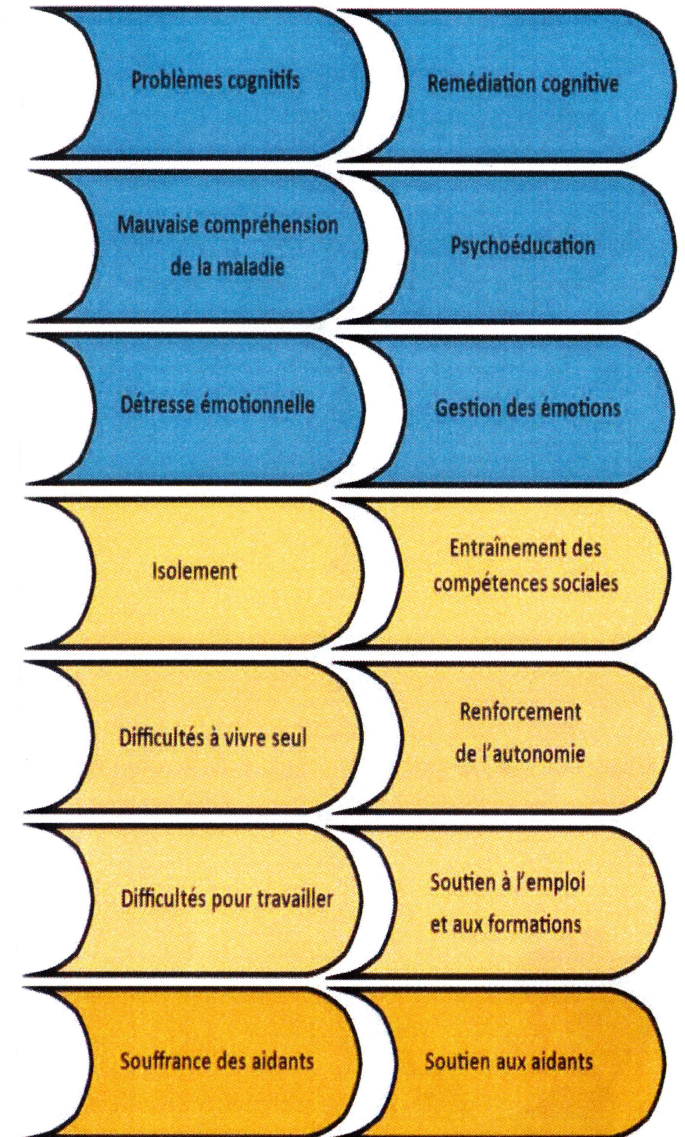 Problèmes cognitifs
Remédiation cognitive
Mauvaise compréhension
de la maladie
Psychoéducation
Détresse émotionnelle
Gestion des émotions
Isolement
Entraînement des
compétences sociales
Difficultés à vivre seul
Renforcement
de l'autonomie
Difficultés pour travailler
Soutien à l'emploi
et aux formations
Souffrance des aidants
Soutien aux aidants